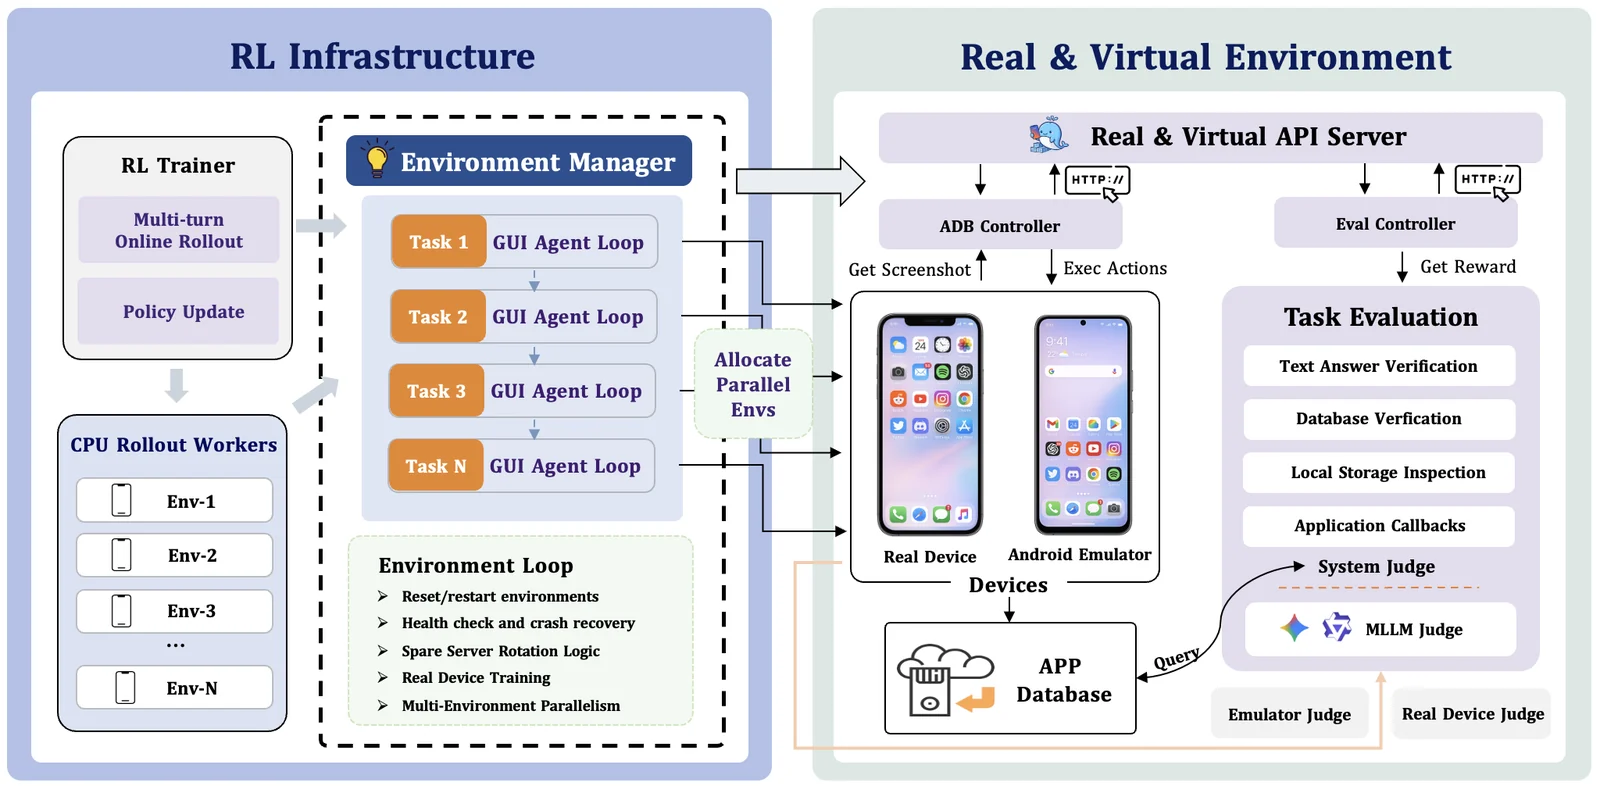 RL Infrastructure
RL Trainer
Multi-turn
Online Rollout
Policy Update
CPU Rollout Workers
Env-1
Env-2
Env-3
...
Env-N
Environment Manager
Task 1 GUI Agent Loop
Task 2 GUI Agent Loop
Task 3 GUI Agent Loop
Task N GUI Agent Loop
Environment Loop
Reset/restart environments
Health check and crash recovery
Spare Server Rotation Logic
Real Device Training
Multi-Environment Parallelism
Allocate
Parallel
Envs
Real & Virtual Environment
Real & Virtual API Server
HTTP://
HTTP://
ADB Controller
Eval Controller
Get Screenshot
Exec Actions
Get Reward
24
9:41
Real Device
Android Emulator
Devices
APP
Database
Query
Task Evaluation
Text Answer Verification
Database Verfication
Local Storage Inspection
Application Callbacks
System Judge
MLLM Judge
Emulator Judge
Real Device Judge